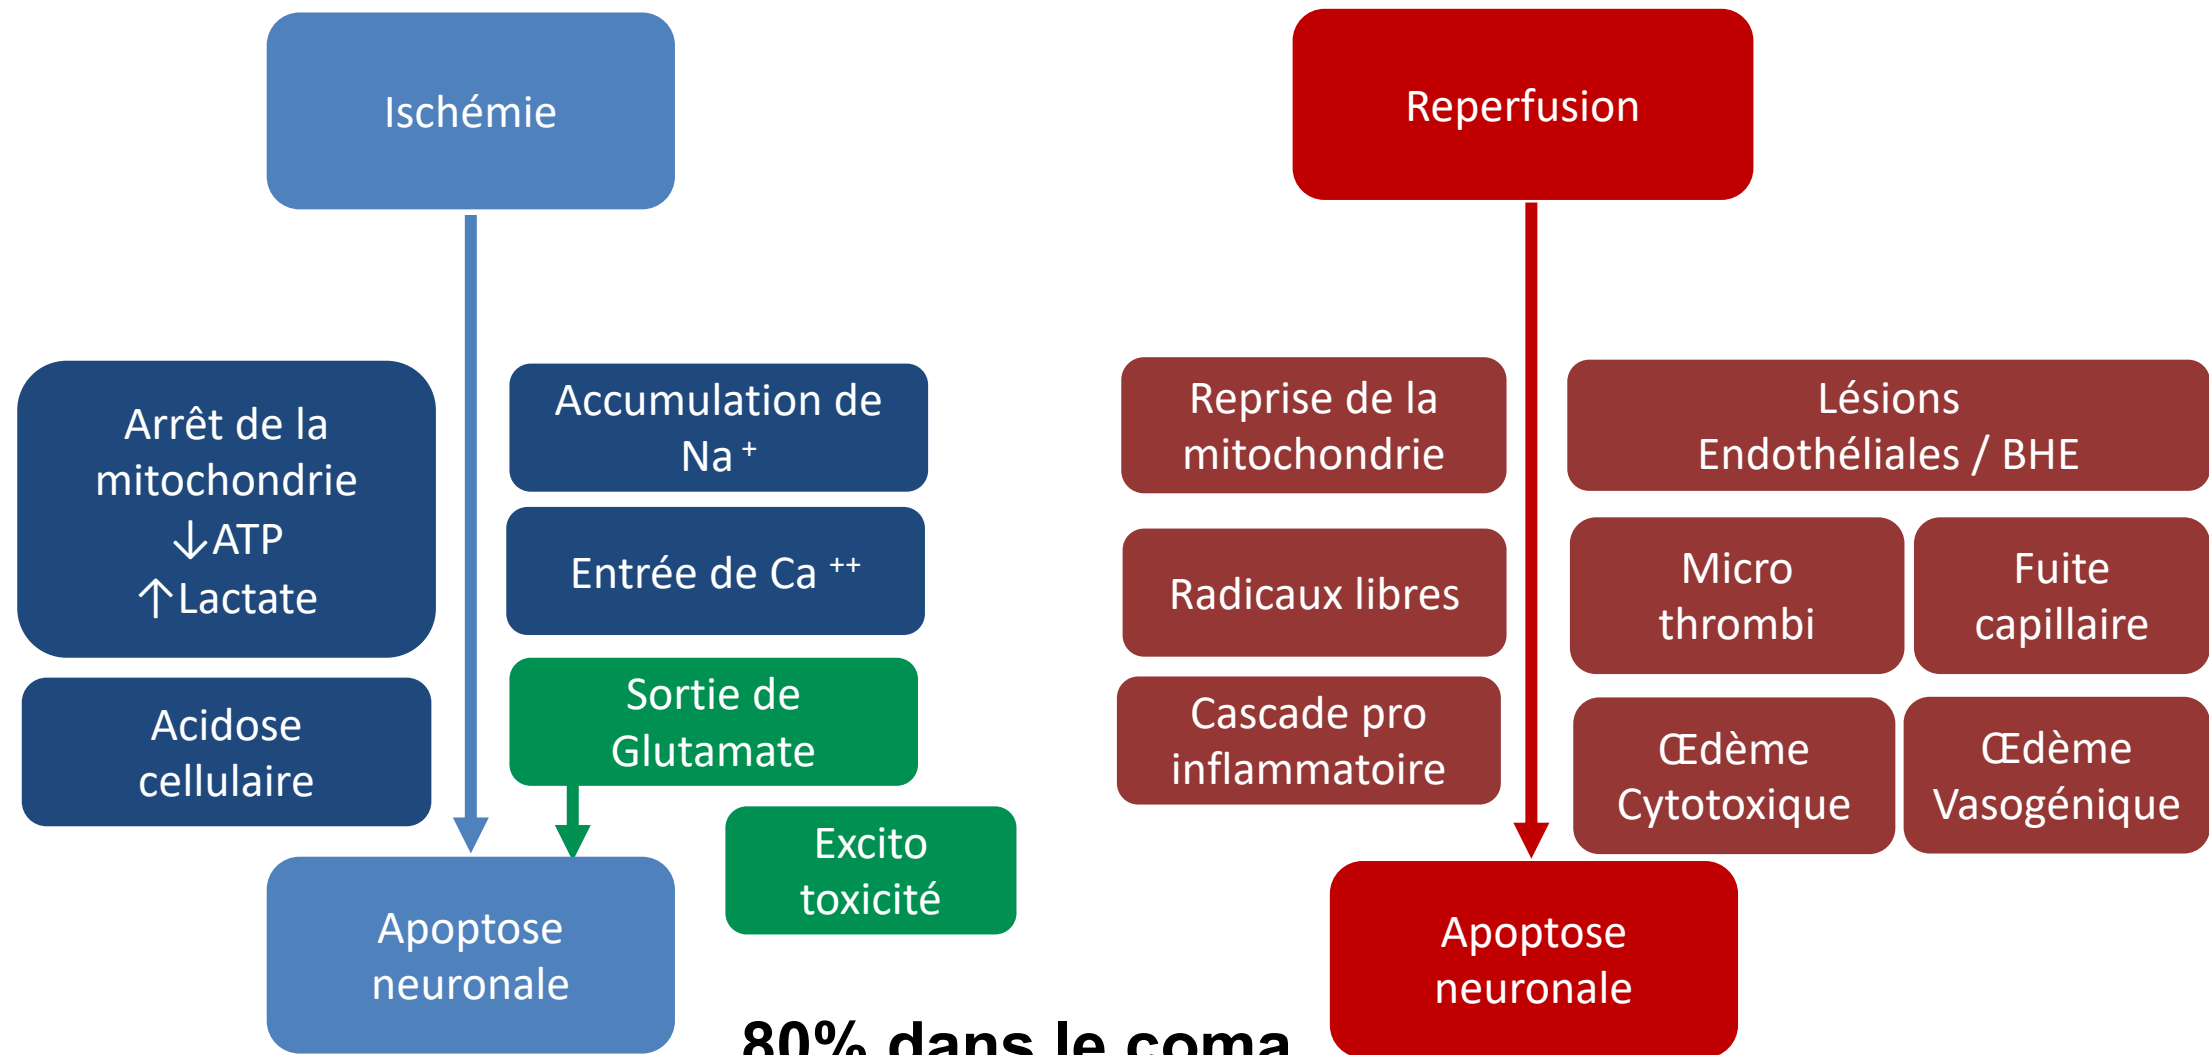 Ischémie
Arrêt de la
mitochondrie
↓ATP
↑Lactate
Acidose
cellulaire
Accumulation de
Na +
Entrée de Ca ++
Sortie de
Glutamate
Excito
toxicité
Apoptose
neuronale
Reperfusion
Reprise de la
mitochondrie
Radicaux libres
Cascade pro
inflammatoire
Lésions
Endothéliales / BHE
Micro
thrombi
Fuite
capillaire
Œdème
Cytotoxique
Œdème
Vasogénique
Apoptose
neuronale
80% dans le coma